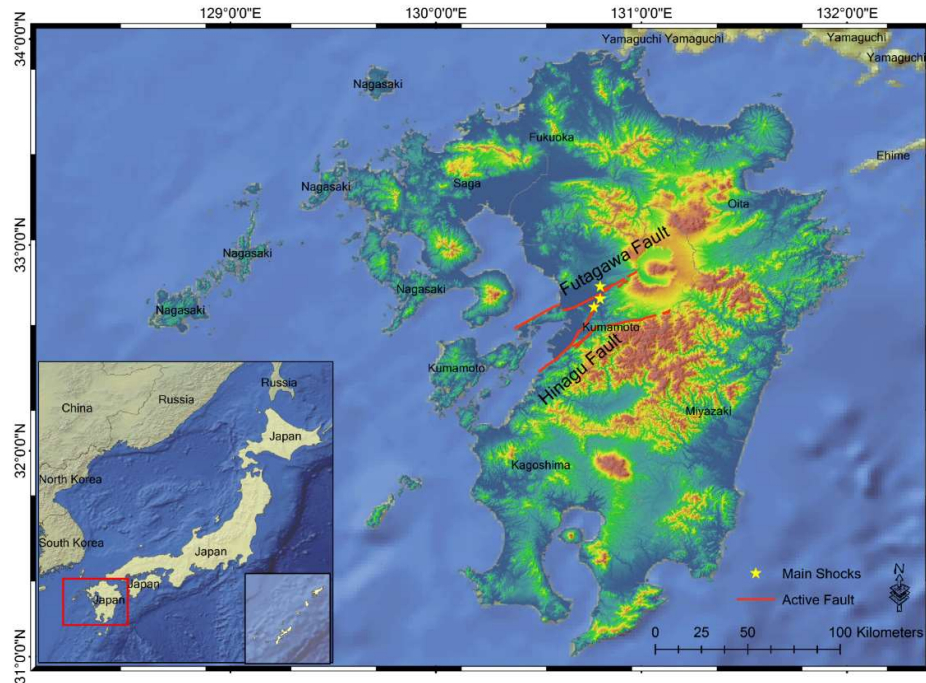 129°0'0"E
130°0'0"E
131°0'0"E
132°0'0"E
34°0'0"N
33°0'0"N
32°0'0"N
31°0'0"N
Yamaguchi
Yamaguchi
Yamaguchi
Nagasaki
Fukuoka
Ehime
Nagasaki
Saga
Oita
Nagasaki
Futagawa Fault
Nagasaki
Nagasaki
Kumamoto
Kumamoto
Hinagu Fault
Miyazaki
Kagoshima
Russia
China
Russia
Japan
North Korea
South Korea
Japan
Japan
Japan
Main Shocks
N
Active Fault
0 25 50 100 Kilometers